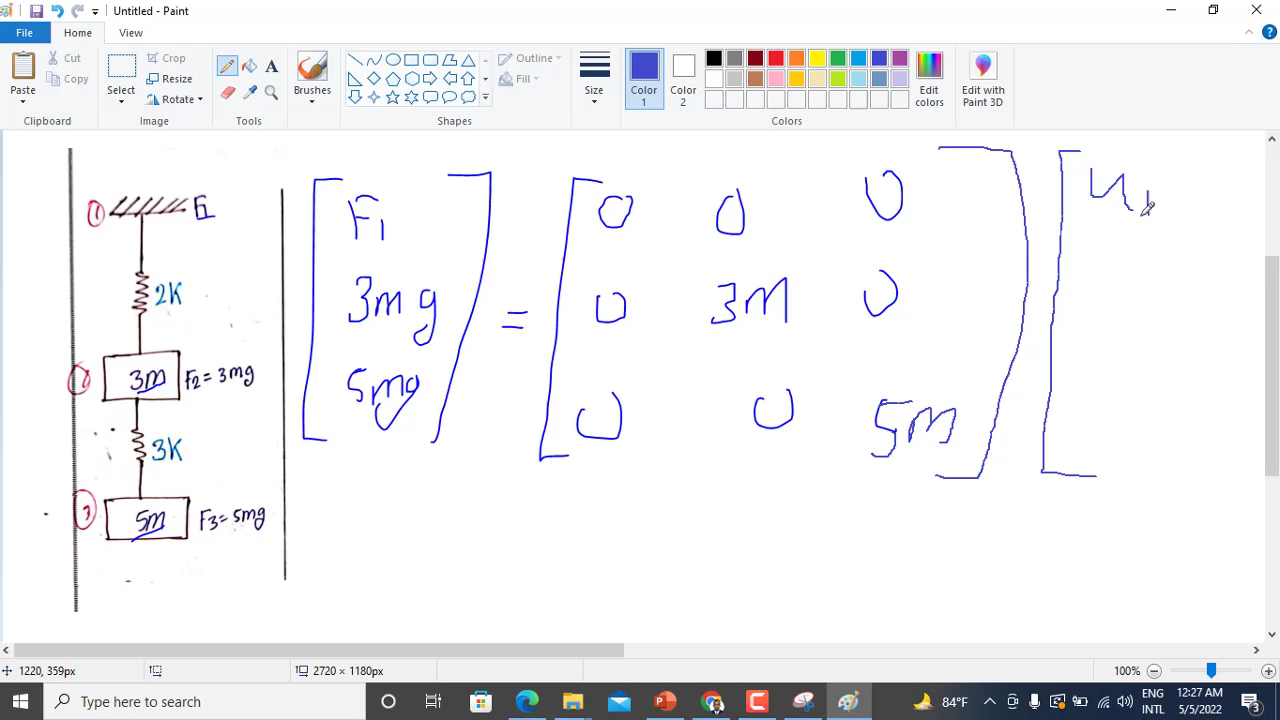 Untitled - Paint
File
Home
View
Paste
Cut
Copy
Clipboard
Select
Crop
Resize
Rotate
Image
Tools
Brushes
Outline
Fill
Shapes
Size
Color 1
Color 2
Colors
Edit colors
Edit with Paint 3D
1
F1
2K
3m
F2 = 3mg
3K
3
5m
F3 = 5mg
F1
3mg
5mg
=
0 0 0
0 3M 0
0 0 5m
1220, 359px
2720 × 1180px
100%
Type here to search
84°F
ENG
INTL
12:27 AM
5/5/2022
3